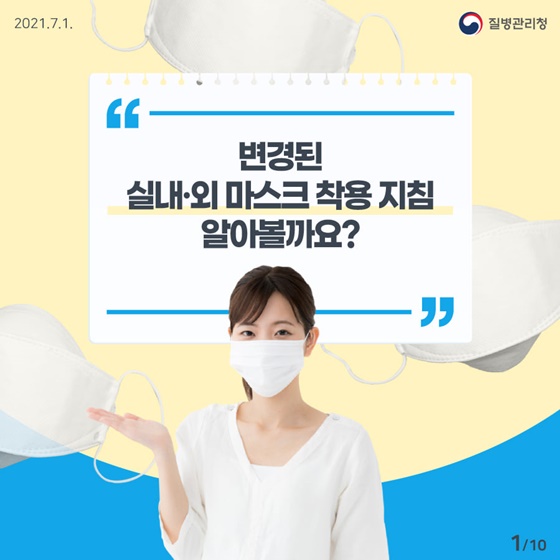 2021.7.1.
질병관리청
“
변경된
실내·외 마스크 착용 지침
알아볼까요?
”
1/10